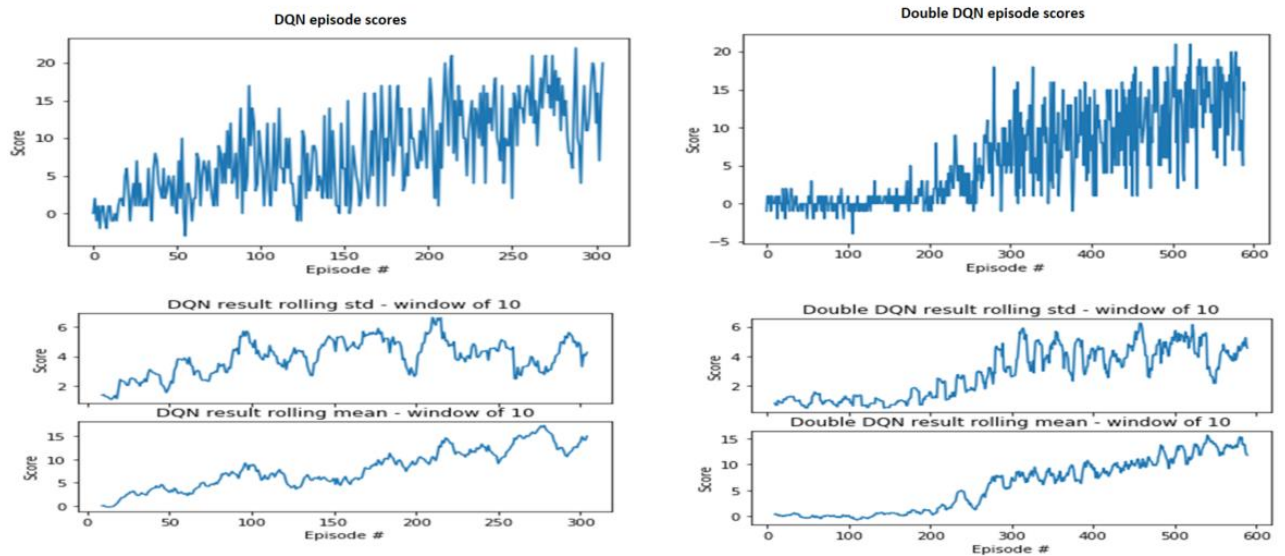 DQN episode scores
20
15
10
5
0
Score
0 50 100 150 200 250 300
Episode #
DQN result rolling std - window of 10
6
4
2
Score
DQN result rolling mean - window of 10
15
10
5
0
Score
0 50 100 150 200 250 300
Episode #
Double DQN episode scores
20
15
10
5
0
−5
Score
0 100 200 300 400 500 600
Episode #
Double DQN result rolling std - window of 10
6
4
2
Score
Double DQN result rolling mean - window of 10
15
10
5
0
Score
0 100 200 300 400 500 600
Episode #